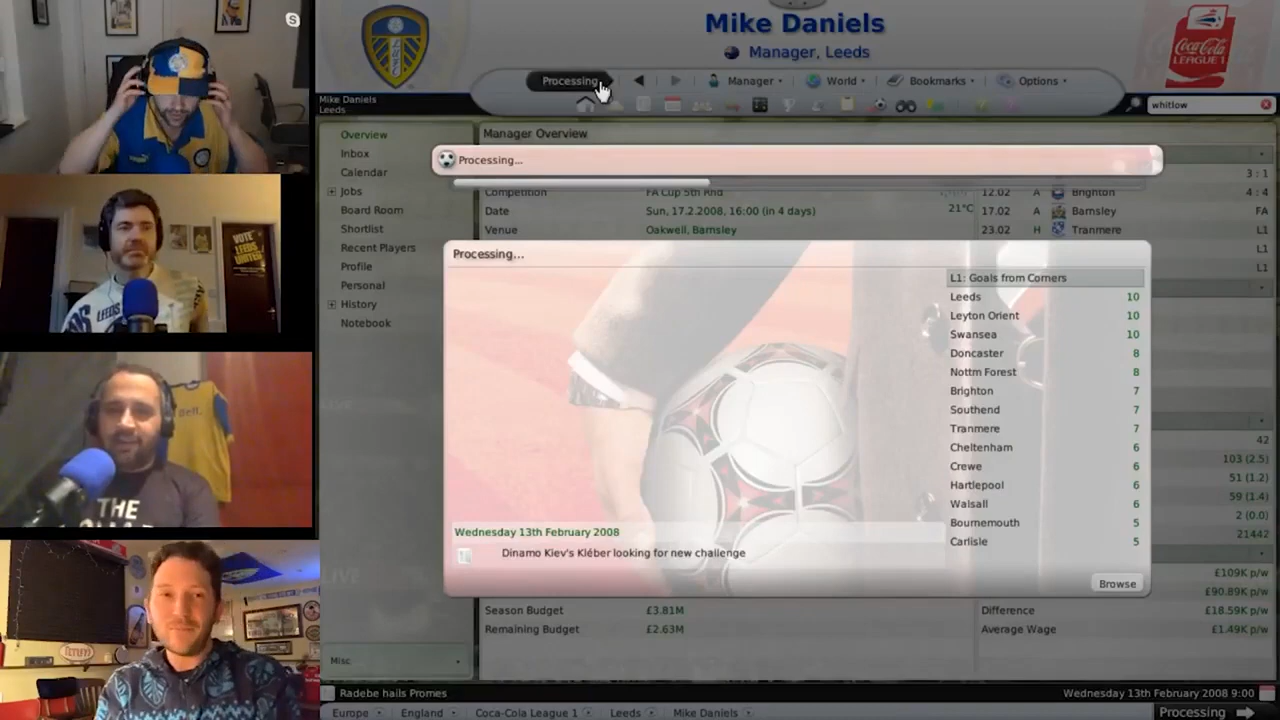 Mike Daniels
Manager, Leeds
Coca-Cola
LEAGUE 1
Processing
Manager
World
Bookmarks
Options
Mike Daniels
Leeds
whitlow
Overview
Inbox
Calendar
Jobs
Board Room
Shortlist
Recent Players
Profile
Personal
History
Notebook
Misc
Manager Overview
Processing...
Competition FA Cup 5th Rnd
Date Sun, 17.2.2008, 16:00 (in 4 days) 21°C
Venue Oakwell, Barnsley
3 : 1
12.02 A Brighton 4 : 4
17.02 A Barnsley FA
23.02 H Tranmere L1
L1
L1
Processing...
L1: Goals from Corners
Leeds 10
Leyton Orient 10
Swansea 10
Doncaster 8
Nottm Forest 8
Brighton 7
Southend 7
Tranmere 7
Cheltenham 6
Crewe 6
Hartlepool 6
Walsall 6
Bournemouth 5
Carlisle 5
Wednesday 13th February 2008
Dinamo Kiev's Kléber looking for new challenge
Browse
42
103 (2.5)
51 (1.2)
59 (1.4)
2 (0.0)
21442
£109K p/w
£90.89K p/w
Season Budget £3.81M Difference £18.59K p/w
Remaining Budget £2.63M Average Wage £1.49K p/w
Radebe hails Promes
Wednesday 13th February 2008 9:00
Europe England Coca-Cola League 1 Leeds Mike Daniels
Processing
VOTE
LEEDS
UNITED
LEEDS
THE